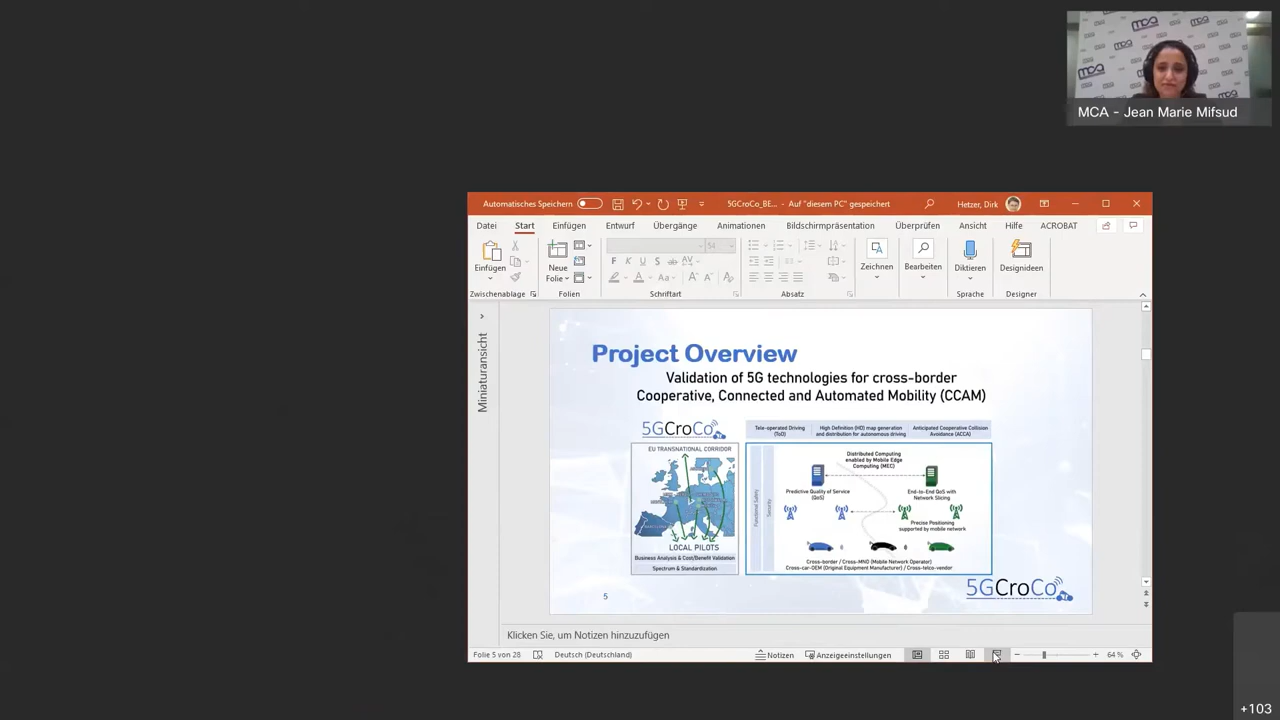 MCA - Jean Marie Mifsud
Automatisches Speichern
5GCroCo_BE... - Auf "diesem PC" gespeichert
Hetzer, Dirk
Datei
Start
Einfügen
Entwurf
Übergänge
Animationen
Bildschirmpräsentation
Überprüfen
Ansicht
Hilfe
ACROBAT
Einfügen
Neue
Folie
54
F K U S ab AV
Aa
Zeichnen
Bearbeiten
Diktieren
Designideen
Zwischenablage
Folien
Schriftart
Absatz
Sprache
Designer
Miniaturansicht
Project Overview
Validation of 5G technologies for cross-border
Cooperative, Connected and Automated Mobility (CCAM)
5GCroCo
EU TRANSNATIONAL CORRIDOR
LOCAL PILOTS
Business Analysis & Cost/Benefit Validation
Spectrum & Standardization
Tele-operated Driving
(ToD)
High Definition (HD) map generation
and distribution for autonomous driving
Anticipated Cooperative Collision
Avoidance (ACCA)
Functional Safety
Security
Distributed Computing
enabled by Mobile Edge
Computing (MEC)
Predictive Quality of Service
(QoS)
End-to-End QoS with
Network Slicing
Precise Positioning
supported by mobile network
Cross-border / Cross-MNO (Mobile Network Operator)
Cross-car-OEM (Original Equipment Manufacturer) / Cross-telco-vendor
5GCroCo
5
Klicken Sie, um Notizen hinzuzufügen
Folie 5 von 28
Deutsch (Deutschland)
Notizen
Anzeigeeinstellungen
64 %
+103